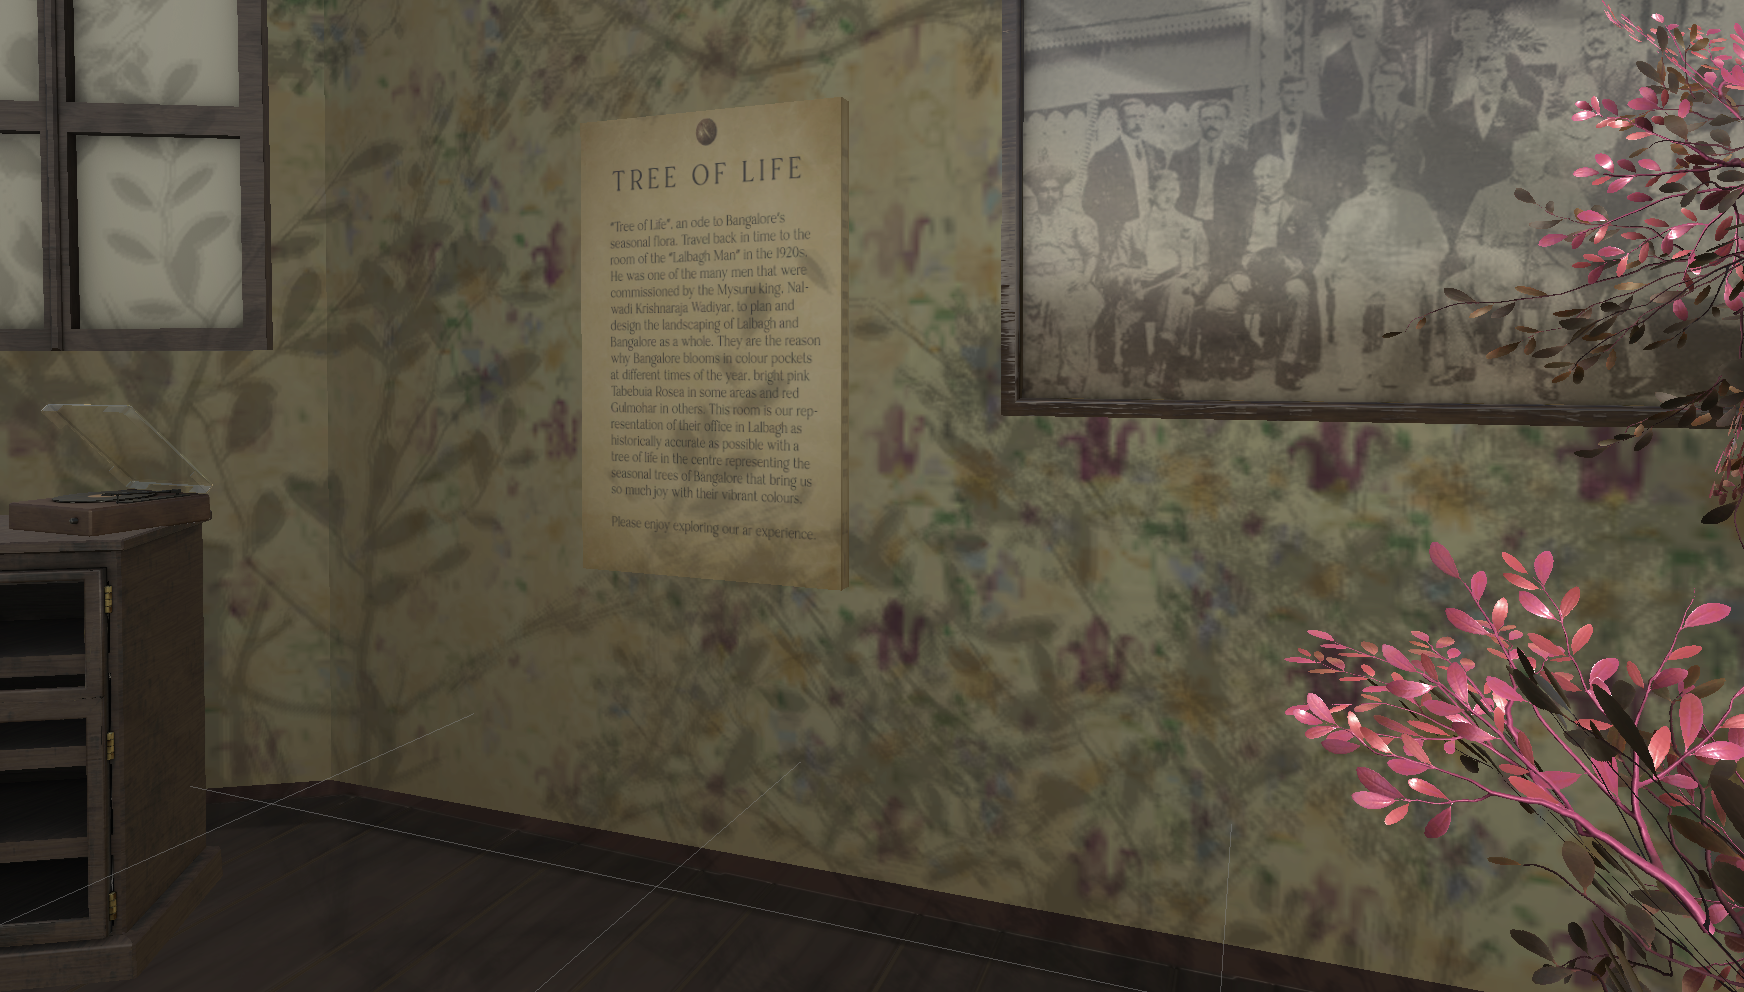 TREE OF LIFE
"Tree of Life", an ode to Bangalore's
seasonal flora. Travel back in time to the
room of the "Lalbagh Man" in the 1920s.
He was one of the many men that were
commissioned by the Mysuru king, Nal-
wadi Krishnaraja Wadiyar, to plan and
design the landscaping of Lalbagh and
Bangalore as a whole. They are the reason
why Bangalore blooms in colour pockets
at different times of the year, bright pink
Tabebuia Rosea in some areas and red
Gulmohar in others. This room is our rep-
resentation of their office in Lalbagh as
historically accurate as possible with a
tree of life in the centre representing the
seasonal trees of Bangalore that bring us
so much joy with their vibrant colours.
Please enjoy exploring our ar experience.